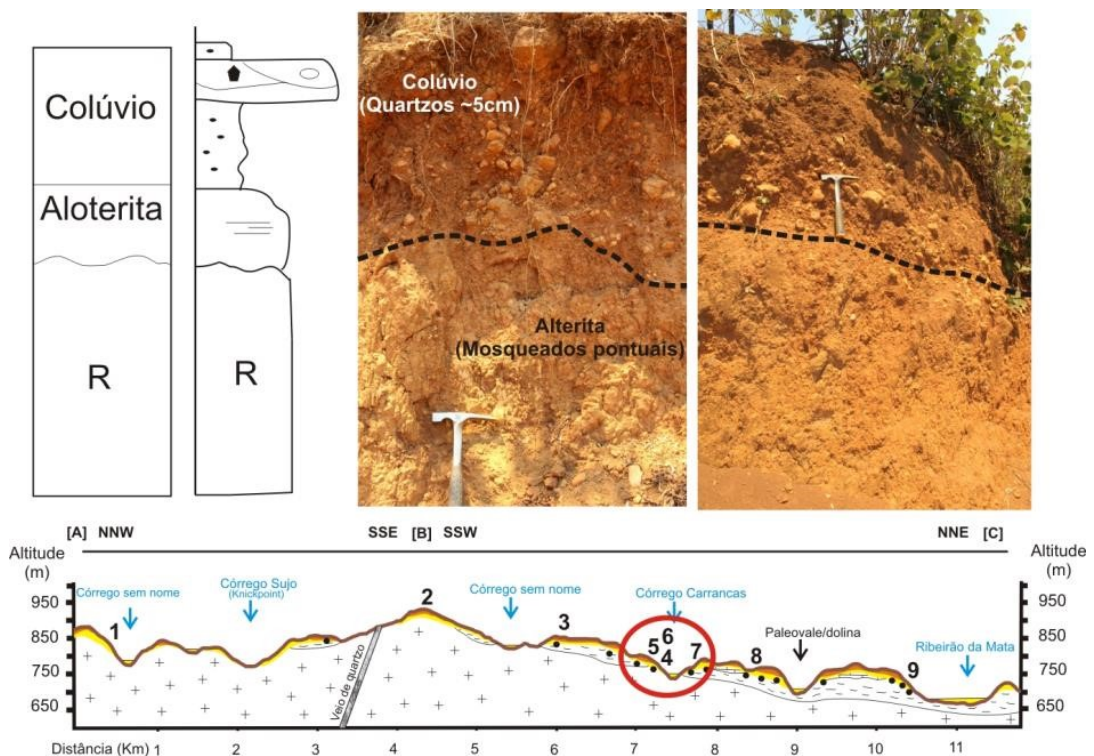 Colúvio
Aloterita
R
R
Colúvio
(Quartzos ~5cm)
Alterita
(Mosqueados pontuais)
[A] NNW
SSE [B] SSW
NNE [C]
Altitude
(m)
Altitude
(m)
950
850
750
650
950
850
750
650
Córrego sem nome
Córrego Sujo
(Knickpoint)
Córrego sem nome
Córrego Carrancas
Paleovale/dolina
Ribeirão da Mata
1
2
3
5
6
4
7
8
9
Veio de quartzo
Distância (Km) 1 2 3 4 5 6 7 8 9 10 11